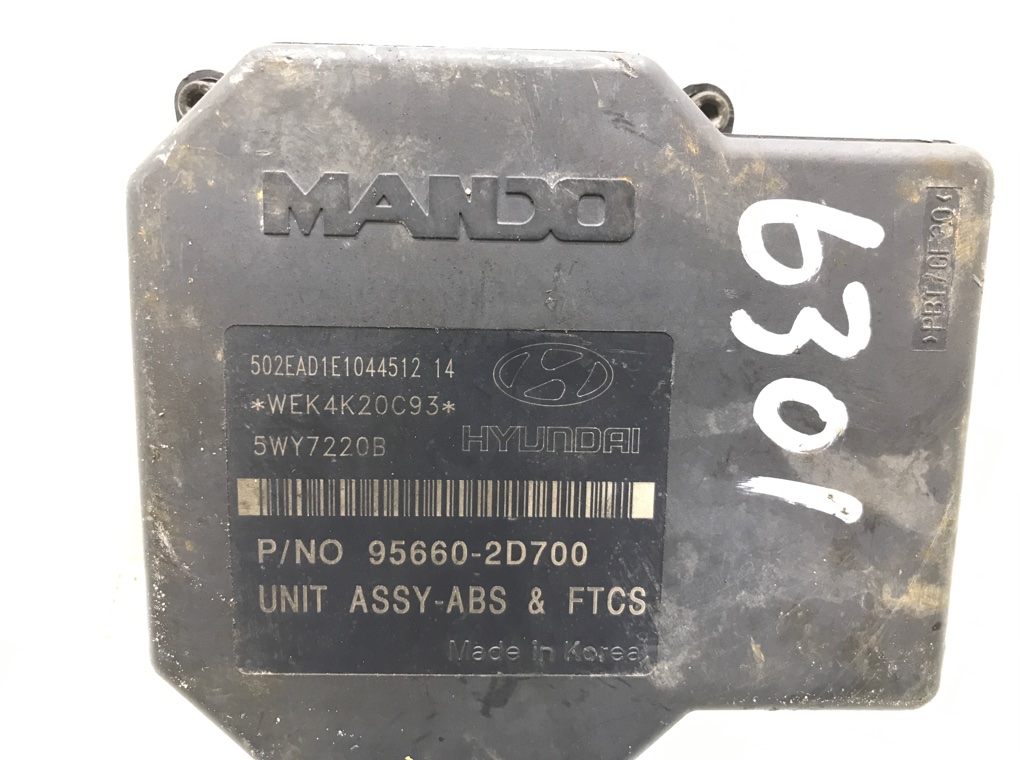 MANDO
502EAD1E1044512 14
*WEK4K20C93*
5WY7220B
HYUNDAI
P/NO 95660-2D700
UNIT ASSY-ABS & FTCS
Made in Korea
6301